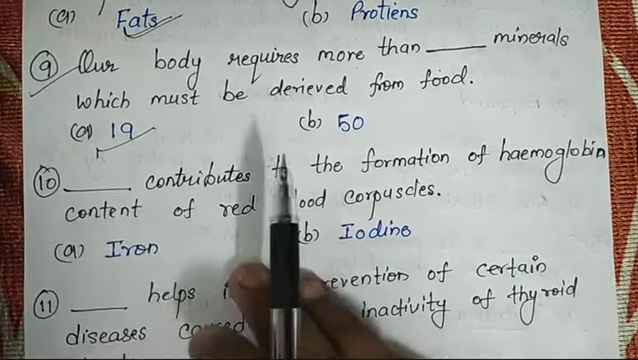 (a) Fats (b) Protiens
(9) Our body requires more than ____ minerals
which must be derieved from food.
(a) 19 (b) 50
(10) ____ contributes the formation of haemoglobin
content of red corpuscles.
(a) Iron (b) Iodine
(11) ____ helps of certain
diseases inactivity of thyroid